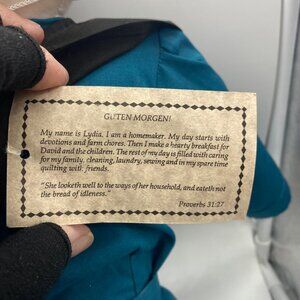 GUTEN MORGEN!
My name is Lydia. I am a homemaker. My day starts with
devotions and farm chores. Then I make a hearty breakfast for
David and the children. The rest of my day is filled with caring
for my family, cleaning, laundry, sewing and in my spare time
quilting with friends.
"She looketh well to the ways of her household, and eateth not
the bread of idleness."
Proverbs 31:27